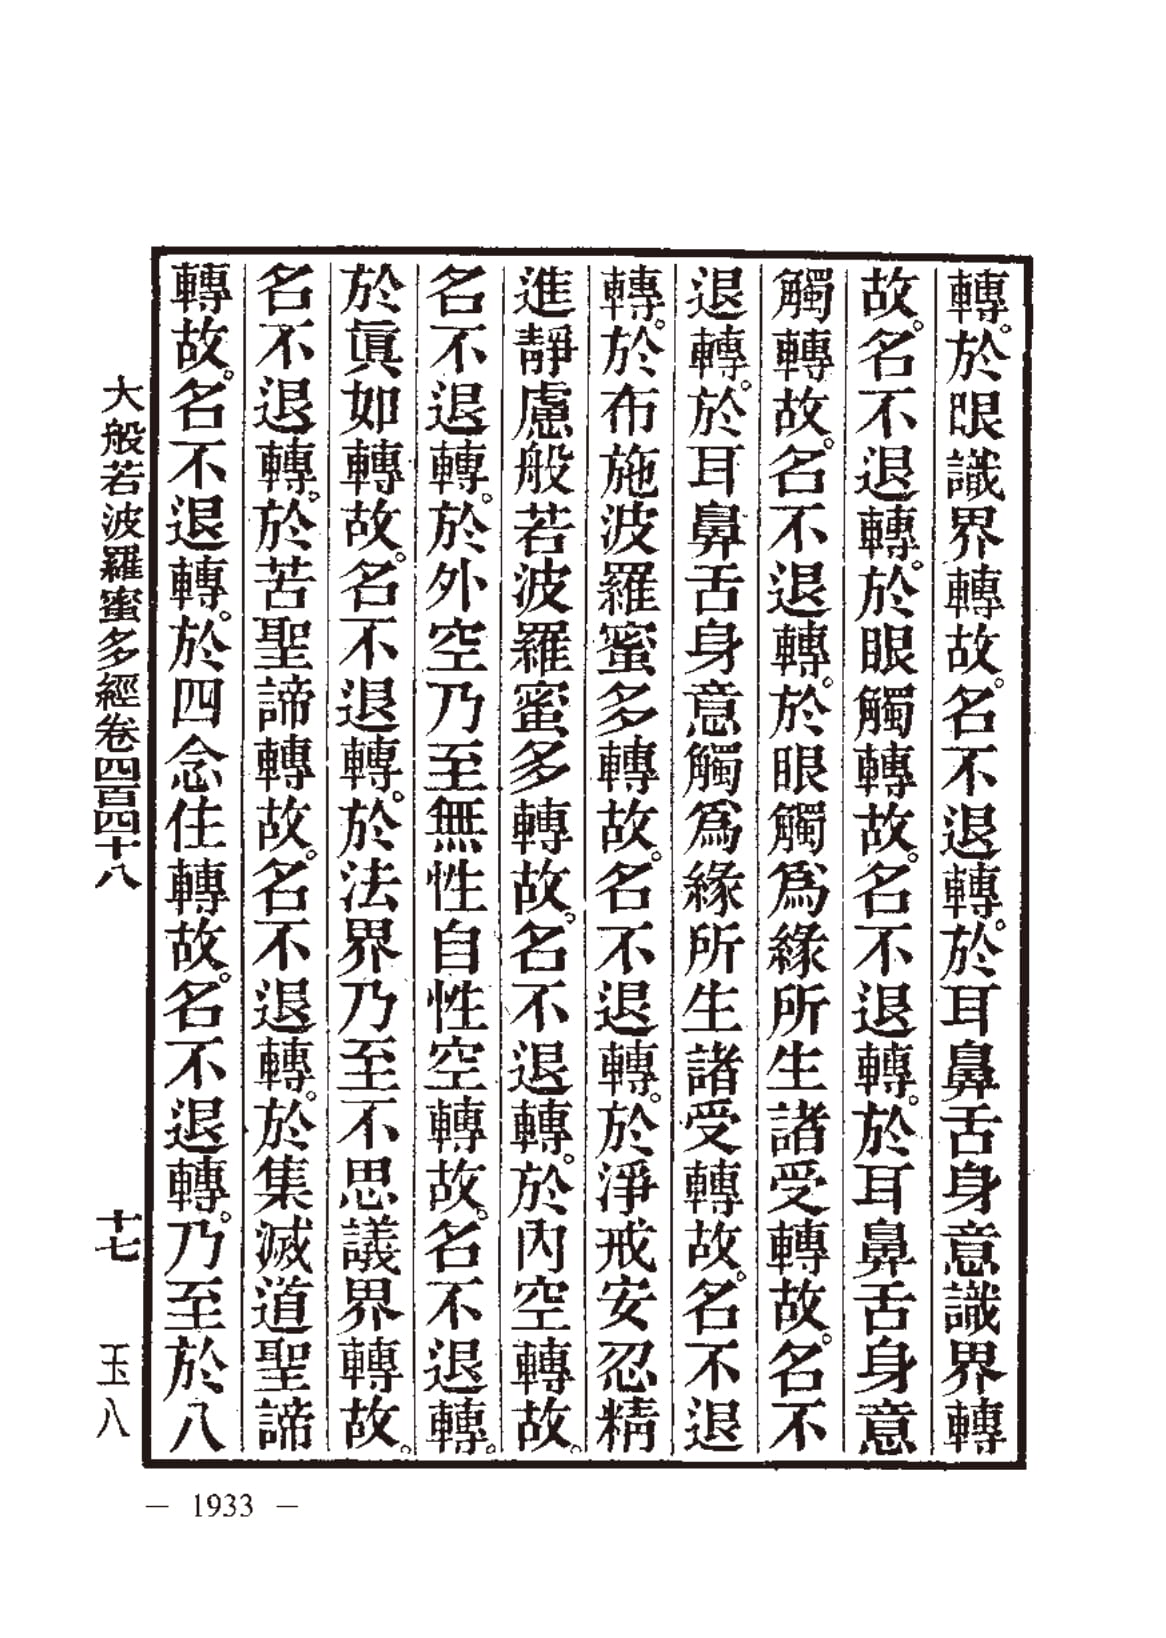 轉。於眼識界轉故。名不退轉。於耳鼻舌身意識界轉
故。名不退轉。於眼觸轉故。名不退轉。於耳鼻舌身意
觸轉故。名不退轉。於眼觸爲緣所生諸受轉故。名不
退轉。於耳鼻舌身意觸爲緣所生諸受轉故。名不退
轉。於布施波羅蜜多轉故。名不退轉。於淨戒安忍精
進靜慮般若波羅蜜多轉故。名不退轉。於內空轉故。
名不退轉。於外空乃至無性自性空轉故。名不退轉。
於眞如轉故。名不退轉。於法界乃至不思議界轉故。
名不退轉。於苦聖諦轉故。名不退轉。於集滅道聖諦
轉故。名不退轉。於四念住轉故。名不退轉。乃至於八
大般若波羅蜜多經卷四百四十八 十七 玉八
— 1933 —